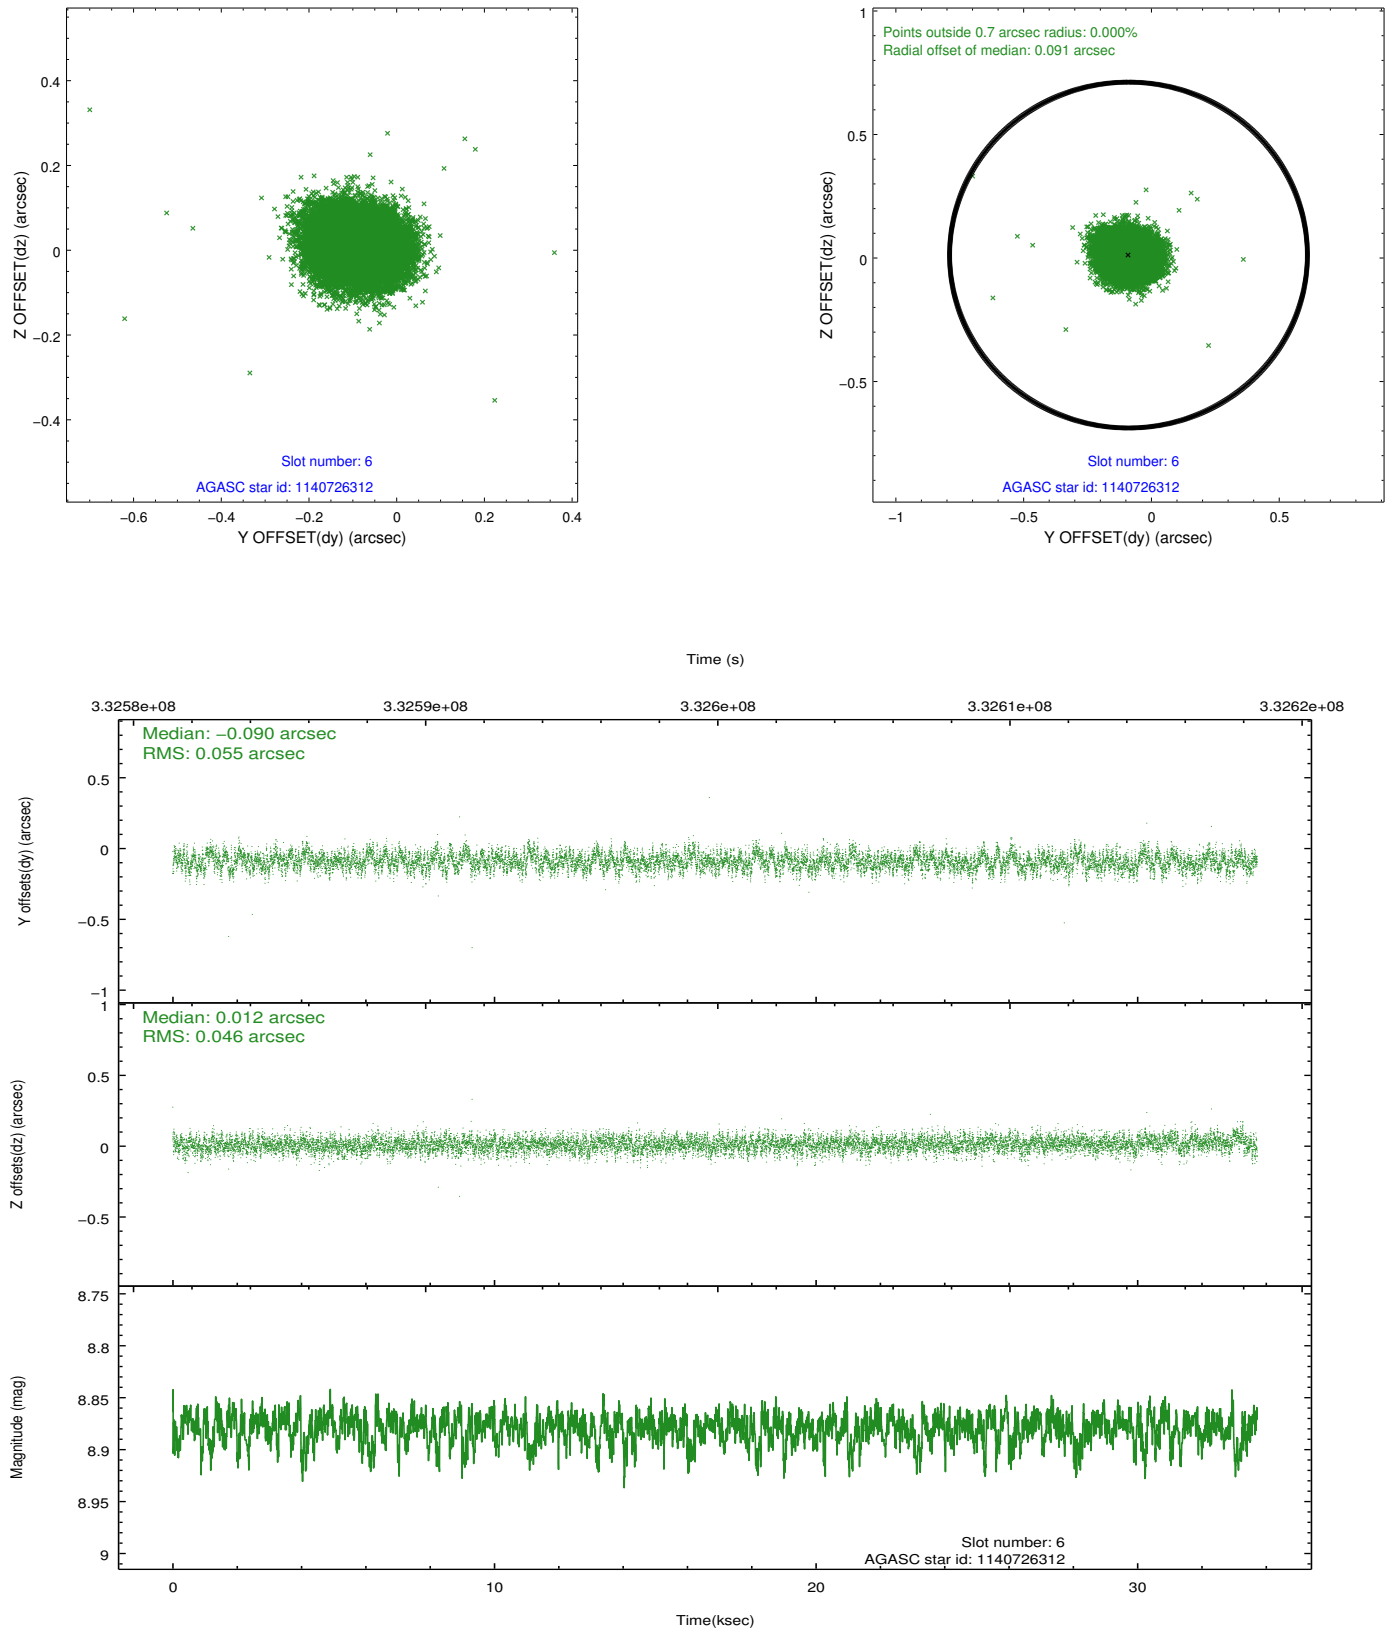 0.4
0.2
0
−0.2
−0.4
Z OFFSET(dz) (arcsec)
Slot number: 6
AGASC star id: 1140726312
−0.6 −0.4 −0.2 0 0.2 0.4
Y OFFSET(dy) (arcsec)
Points outside 0.7 arcsec radius: 0.000%
Radial offset of median: 0.091 arcsec
1
0.5
0
−0.5
Z OFFSET(dz) (arcsec)
Slot number: 6
AGASC star id: 1140726312
−1 −0.5 0 0.5
Y OFFSET(dy) (arcsec)
Time (s)
3.3258e+08 3.3259e+08 3.326e+08 3.3261e+08 3.3262e+08
Median: −0.090 arcsec
RMS: 0.055 arcsec
0.5
0
−0.5
−1
Y offsets(dy) (arcsec)
Median: 0.012 arcsec
RMS: 0.046 arcsec
1
0.5
0
−0.5
Z offsets(dz) (arcsec)
8.75
8.8
8.85
8.9
8.95
9
Magnitude (mag)
Slot number: 6
AGASC star id: 1140726312
0 10 20 30
Time(ksec)